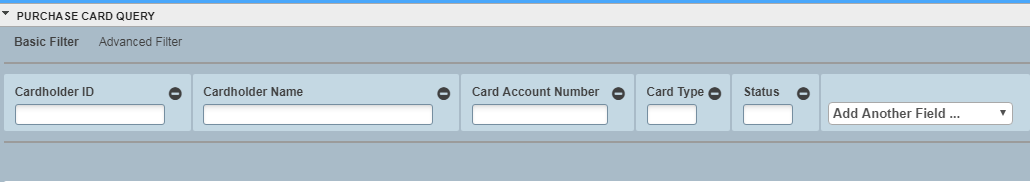 PURCHASE CARD QUERY
Basic Filter Advanced Filter
Cardholder ID Cardholder Name Card Account Number Card Type Status
Add Another Field ...